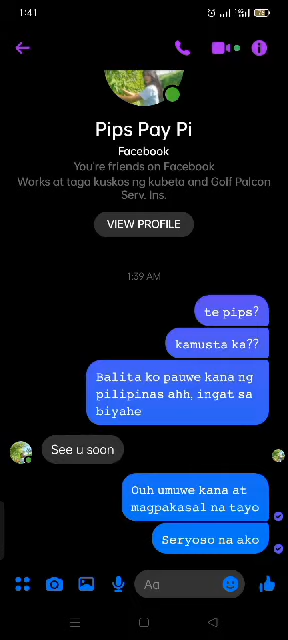 1:41
Pips Pay Pi
Facebook
You're friends on Facebook
Works at taga kuskos ng kubeta and Golf Palcon
Serv. Ins.
VIEW PROFILE
1:39 AM
te pips?
kamusta ka??
Balita ko pauwe kana ng
pilipinas ahh, ingat sa
biyahe
See u soon
Ouh umuwe kana at
magpakasal na tayo
Seryoso na ako
Aa